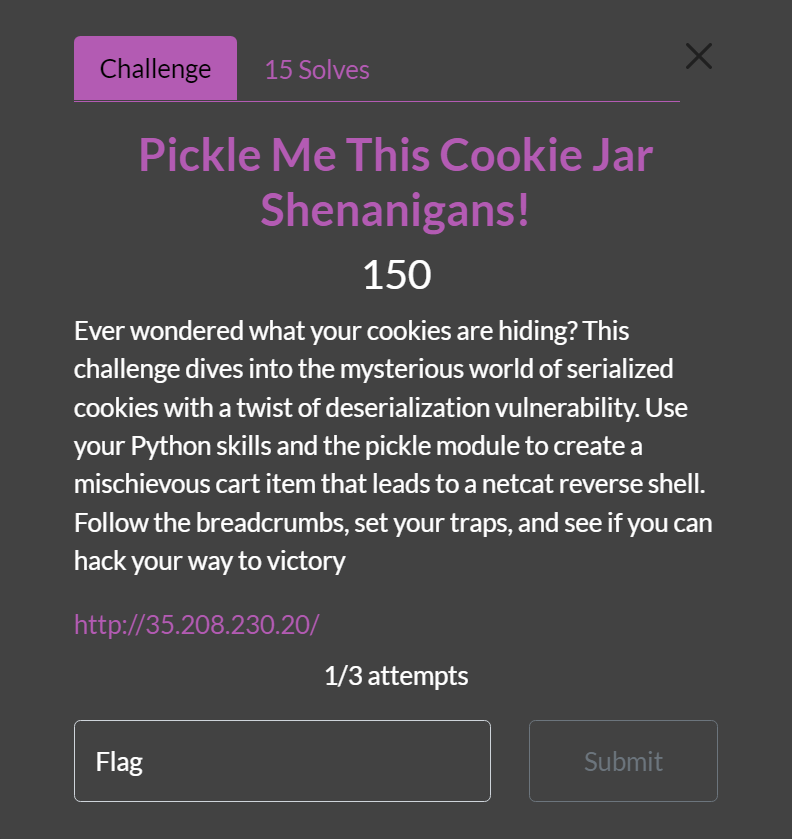 Challenge
15 Solves
Pickle Me This Cookie Jar
Shenanigans!
150
Ever wondered what your cookies are hiding? This
challenge dives into the mysterious world of serialized
cookies with a twist of deserialization vulnerability. Use
your Python skills and the pickle module to create a
mischievous cart item that leads to a netcat reverse shell.
Follow the breadcrumbs, set your traps, and see if you can
hack your way to victory
http://35.208.230.20/
1/3 attempts
Flag
Submit